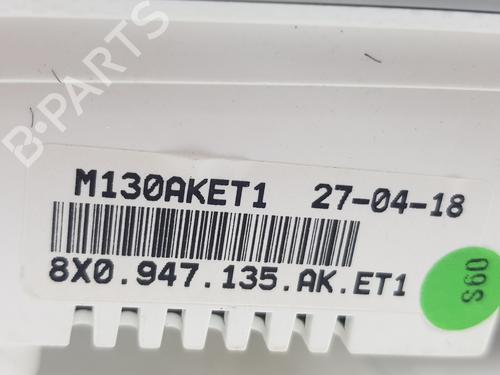 B-PARTS
M130AKET1 27-04-18
8X0.947.135.AK.ET1
S60